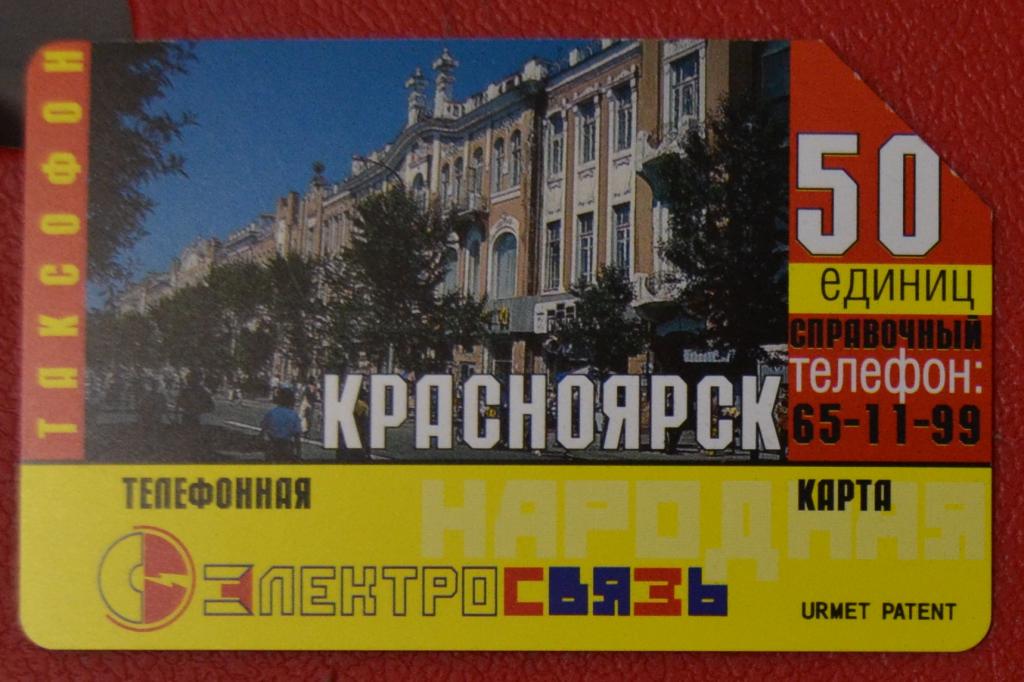 ТАКСОФОН
50
единиц
СПРАВОЧНЫЙ
телефон:
65-11-99
КРАСНОЯРСК
ТЕЛЕФОННАЯ
НАРОДНАЯ
КАРТА
ЭЛЕКТРОСВЯЗЬ
URMET PATENT